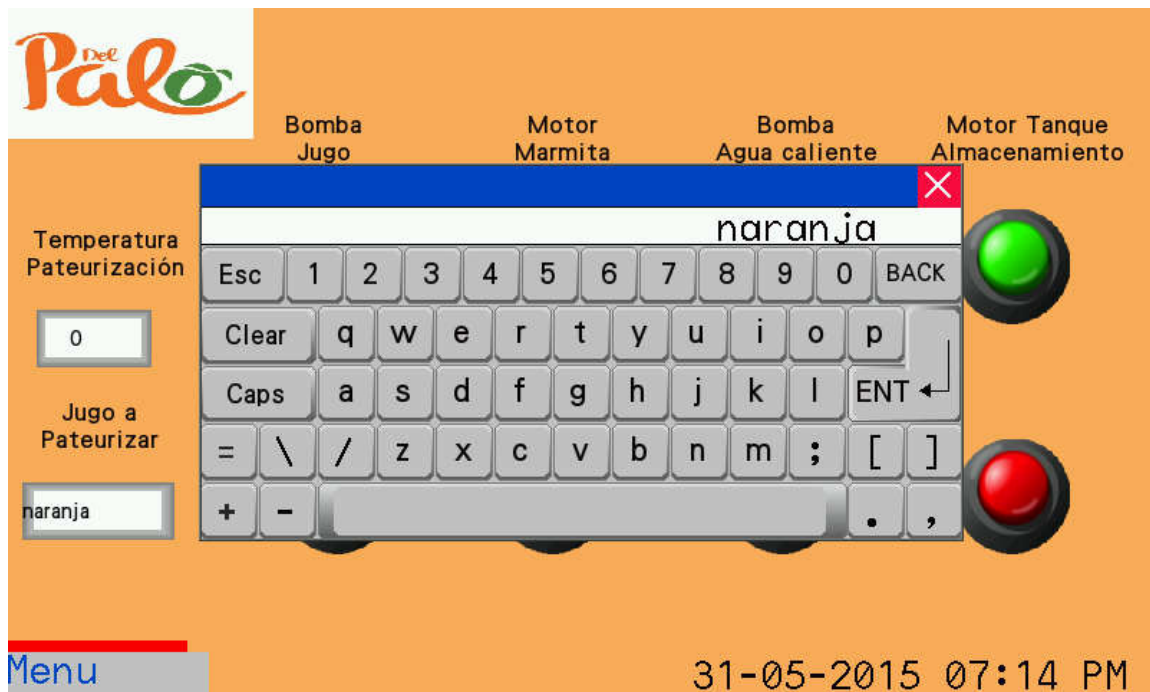 Del
Palo
Bomba
Jugo
Motor
Marmita
Bomba
Agua caliente
Motor Tanque
Almacenamiento
Temperatura
Pateurización
0
Jugo a
Pateurizar
naranja
naranja
Esc 1 2 3 4 5 6 7 8 9 0 BACK
Clear q w e r t y u i o p
Caps a s d f g h j k l ENT
= \ / z x c v b n m ; [ ]
+ - . ,
Menu
31-05-2015 07:14 PM